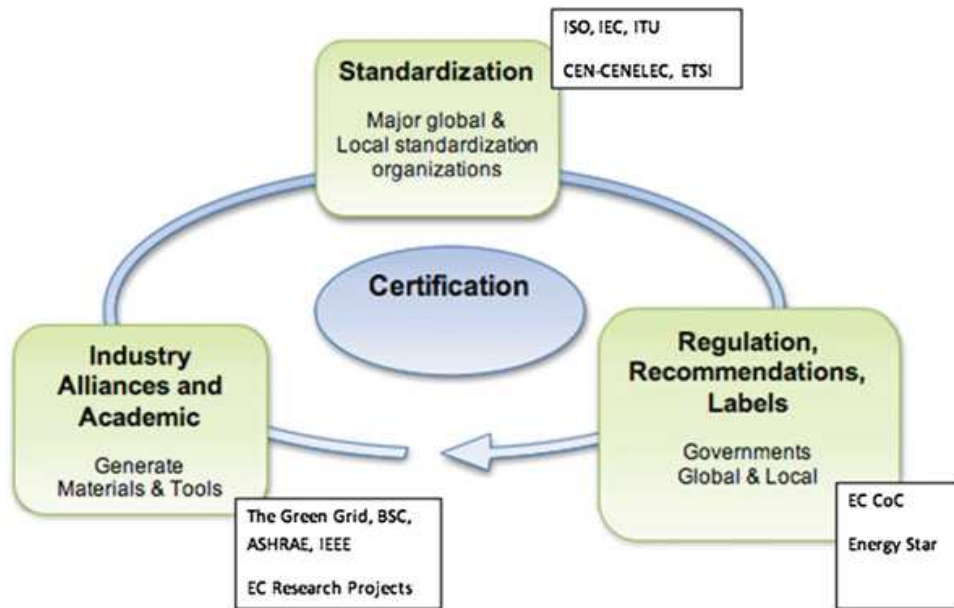 ISO, IEC, ITU
CEN-CENELEC, ETSI
Standardization
Major global &
Local standardization
organizations
Certification
Industry
Alliances and
Academic
Generate
Materials & Tools
The Green Grid, BSC,
ASHRAE, IEEE
EC Research Projects
Regulation,
Recommendations,
Labels
Governments
Global & Local
EC CoC
Energy Star